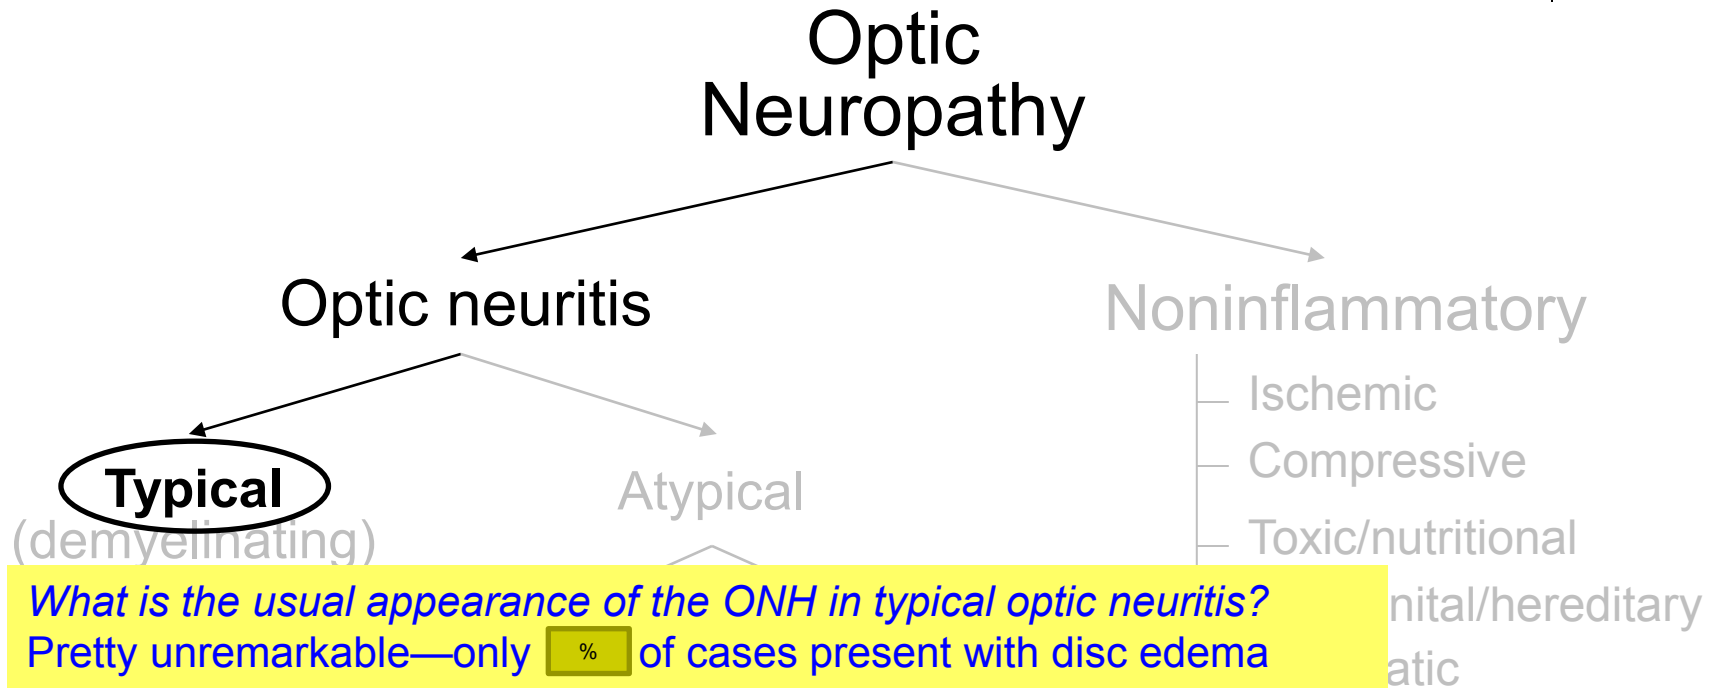 Optic
Neuropathy
Optic neuritis
Noninflammatory
Ischemic
Compressive
Typical
Atypical
(demyelinating)
Toxic/nutritional
What is the usual appearance of the ONH in typical optic neuritis?
nital/hereditary
Pretty unremarkable—only % of cases present with disc edema
atic